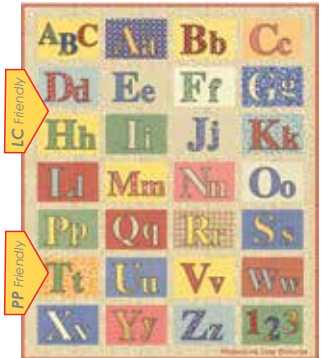 ABC Aa Bb Cc
Dd Ee Ff Gg
LC Friendly
Hh Ii Jj Kk
Ll Mm Nn Oo
Pp Qq Rr Ss
PP Friendly
Tt Uu Vv Ww
Xx Yy Zz 123